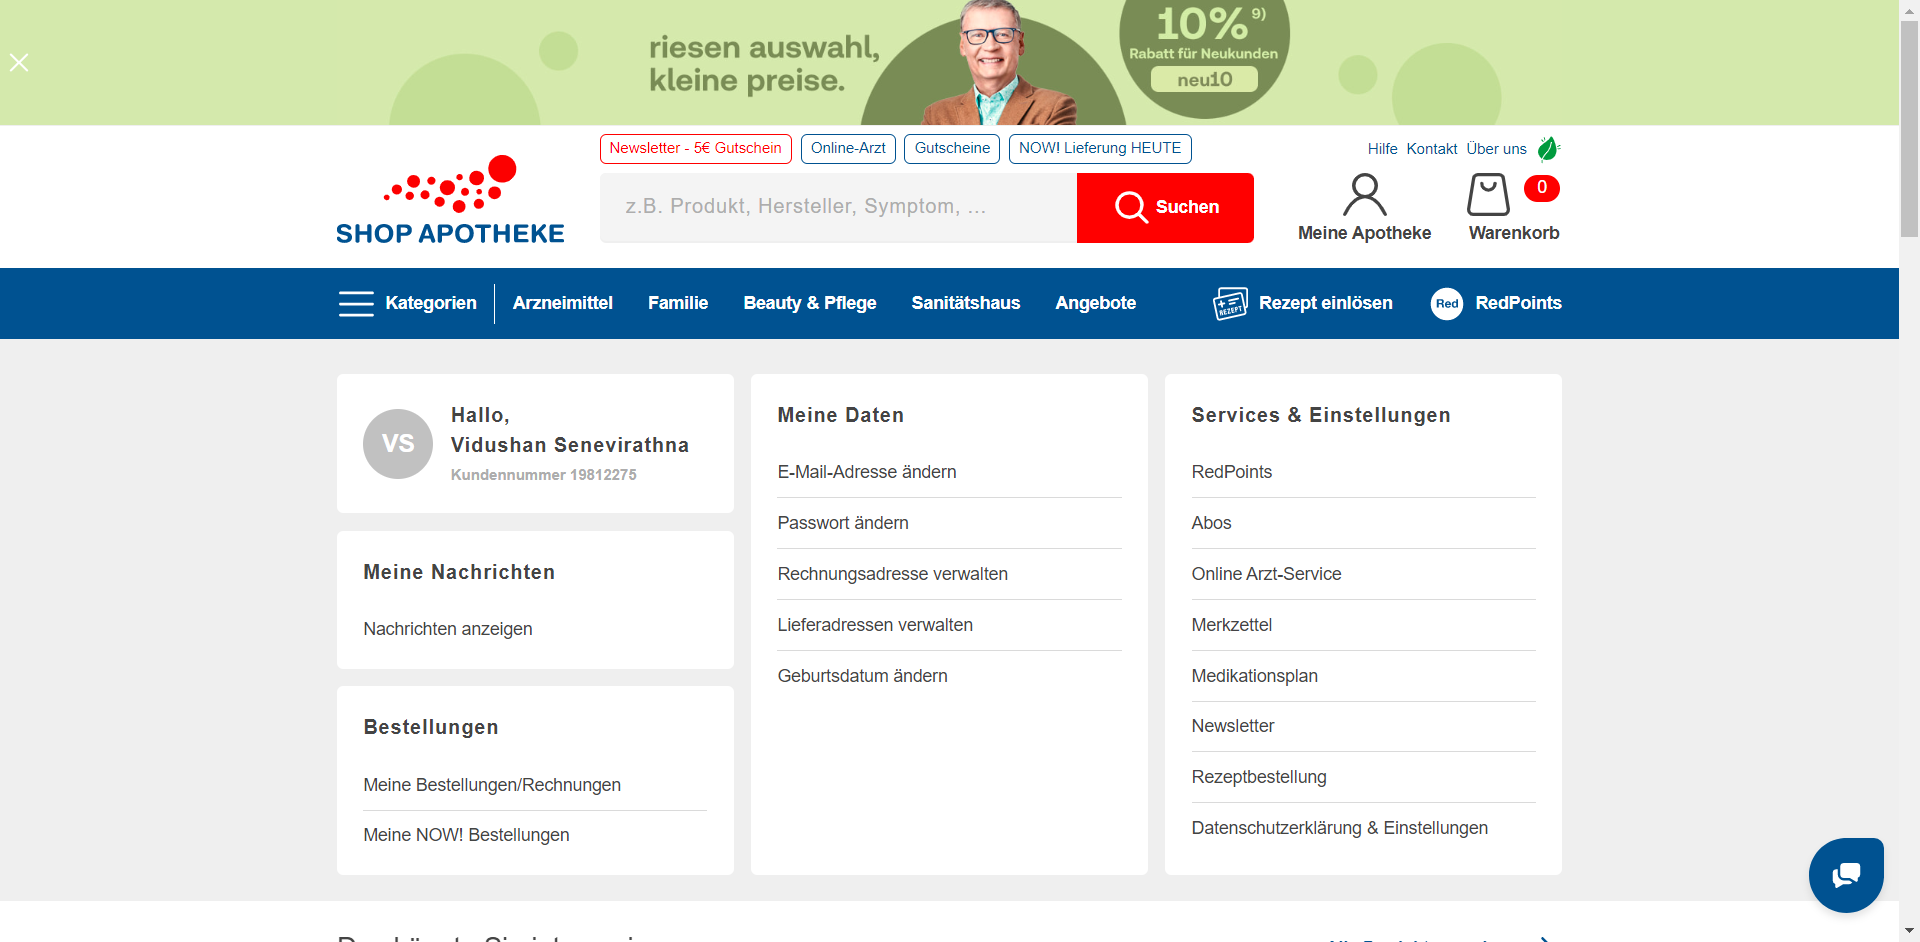 riesen auswahl,
kleine preise.
10% 9)
Rabatt für Neukunden
neu10
Newsletter - 5€ Gutschein
Online-Arzt
Gutscheine
NOW! Lieferung HEUTE
Hilfe
Kontakt
Über uns
SHOP APOTHEKE
z.B. Produkt, Hersteller, Symptom, ...
Suchen
Meine Apotheke
0
Warenkorb
Kategorien
Arzneimittel
Familie
Beauty & Pflege
Sanitätshaus
Angebote
REZEPT
Rezept einlösen
Red
RedPoints
VS
Hallo,
Vidushan Senevirathna
Kundennummer 19812275
Meine Nachrichten
Nachrichten anzeigen
Bestellungen
Meine Bestellungen/Rechnungen
Meine NOW! Bestellungen
Meine Daten
E-Mail-Adresse ändern
Passwort ändern
Rechnungsadresse verwalten
Lieferadressen verwalten
Geburtsdatum ändern
Services & Einstellungen
RedPoints
Abos
Online Arzt-Service
Merkzettel
Medikationsplan
Newsletter
Rezeptbestellung
Datenschutzerklärung & Einstellungen